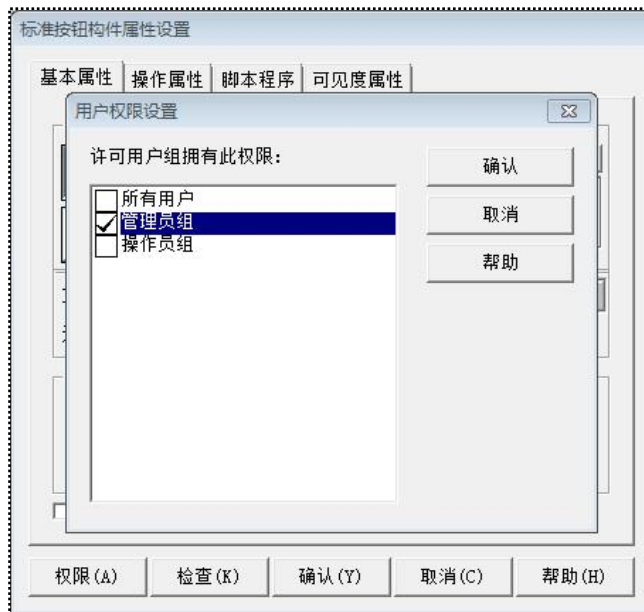 标准按钮构件属性设置
基本属性 操作属性 脚本程序 可见度属性
用户权限设置
许可用户组拥有此权限:
确认
所有用户
管理员组
取消
操作员组
帮助
权限(A) 检查(K) 确认(Y) 取消(C) 帮助(H)